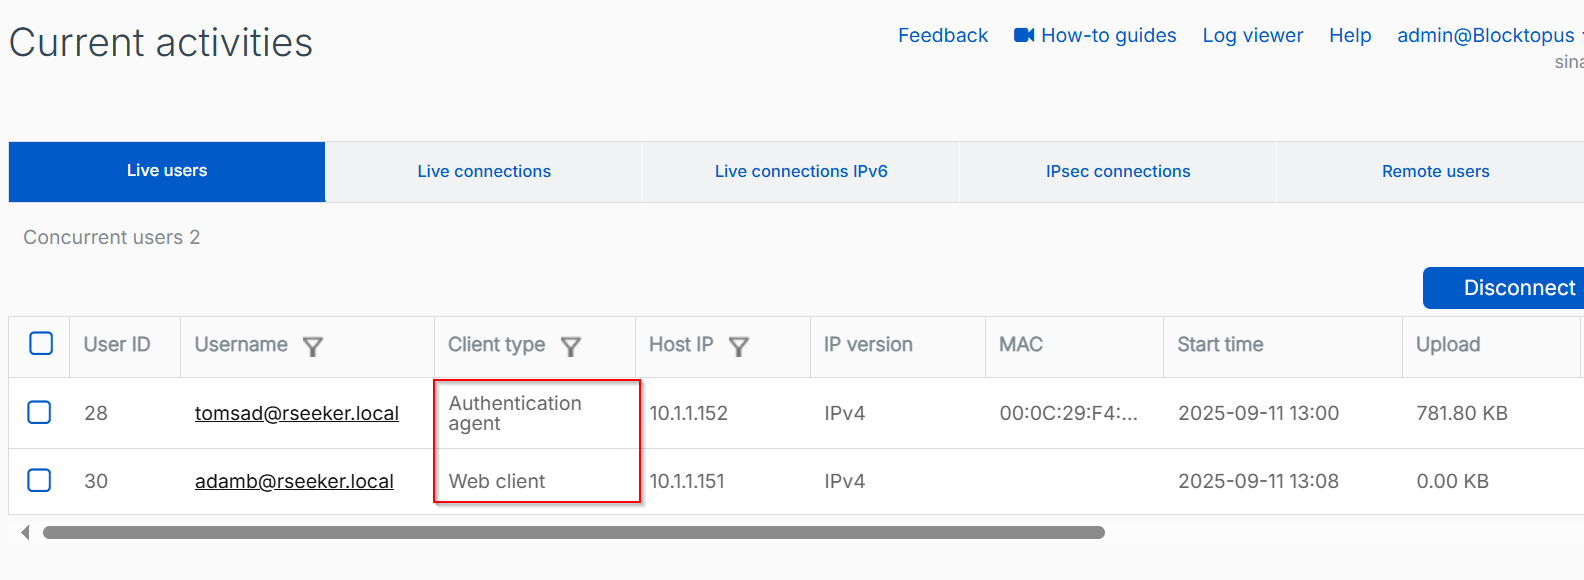 Current activities
Feedback How-to guides Log viewer Help admin@Blocktopus
Live users Live connections Live connections IPv6 IPsec connections Remote users
Concurrent users 2
Disconnect
User ID Username Client type Host IP IP version MAC Start time Upload
28 tomsad@rseeker.local Authentication agent 10.1.1.152 IPv4 00:0C:29:F4:... 2025-09-11 13:00 781.80 KB
30 adamb@rseeker.local Web client 10.1.1.151 IPv4 2025-09-11 13:08 0.00 KB